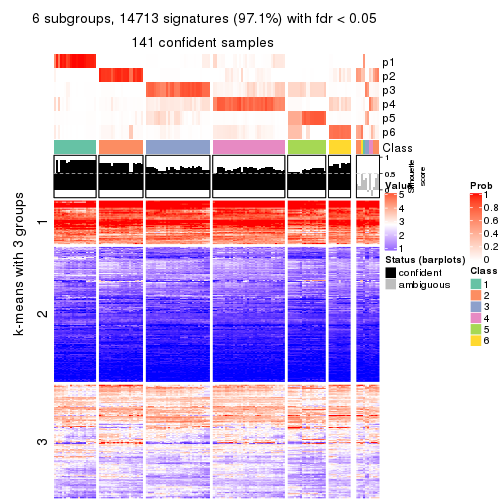 6 subgroups, 14713 signatures (97.1%) with fdr < 0.05
141 confident samples
p1
p2
p3
p4
p5
p6
Class
1
0.5
0
Silhouette
score
k-means with 3 groups
1
2
3
Value
5
4
3
2
1
Status (barplots)
confident
ambiguous
Prob
1
0.8
0.6
0.4
0.2
0
Class
1
2
3
4
5
6